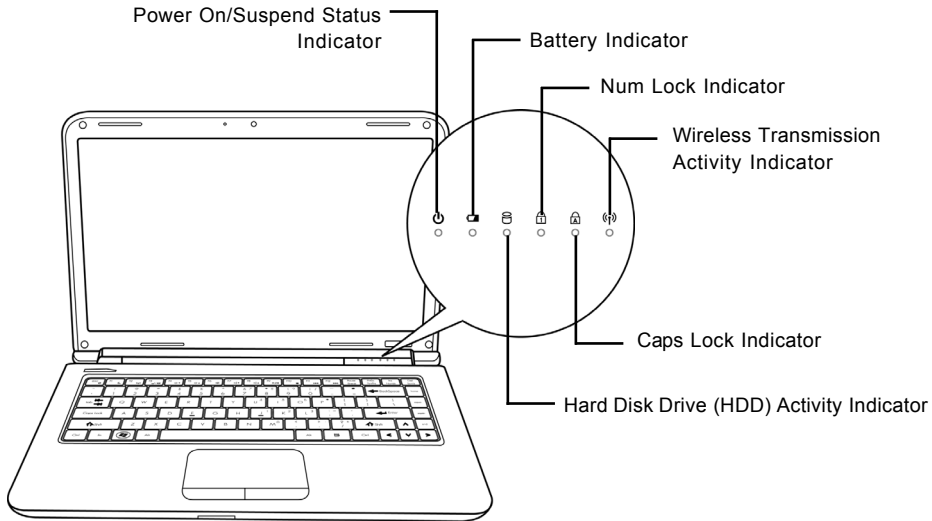 Power On/Suspend Status
Indicator
Battery Indicator
Num Lock Indicator
Wireless Transmission
Activity Indicator
Caps Lock Indicator
Hard Disk Drive (HDD) Activity Indicator